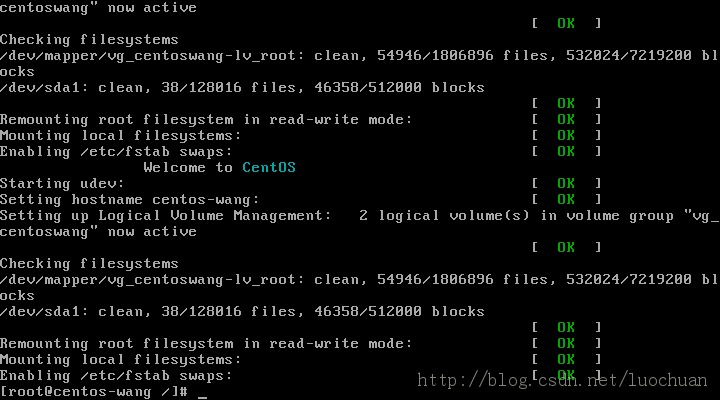 centoswang" now active
[  OK  ]
Checking filesystems
/dev/mapper/vg_centoswang-lv_root: clean, 54946/1806896 files, 532024/7219200 bl
ocks
/dev/sda1: clean, 38/128016 files, 46358/512000 blocks
[  OK  ]
Remounting root filesystem in read-write mode: [  OK  ]
Mounting local filesystems: [  OK  ]
Enabling /etc/fstab swaps: [  OK  ]
Welcome to CentOS
Starting udev: [  OK  ]
Setting hostname centos-wang: [  OK  ]
Setting up Logical Volume Management:   2 logical volume(s) in volume group "vg_
centoswang" now active
[  OK  ]
Checking filesystems
/dev/mapper/vg_centoswang-lv_root: clean, 54946/1806896 files, 532024/7219200 bl
ocks
/dev/sda1: clean, 38/128016 files, 46358/512000 blocks
[  OK  ]
Remounting root filesystem in read-write mode: [  OK  ]
Mounting local filesystems: [  OK  ]
Enabling /etc/fstab swaps: [  OK  ]
[root@centos-wang /]# _
http://blog.csdn.net/luochuan